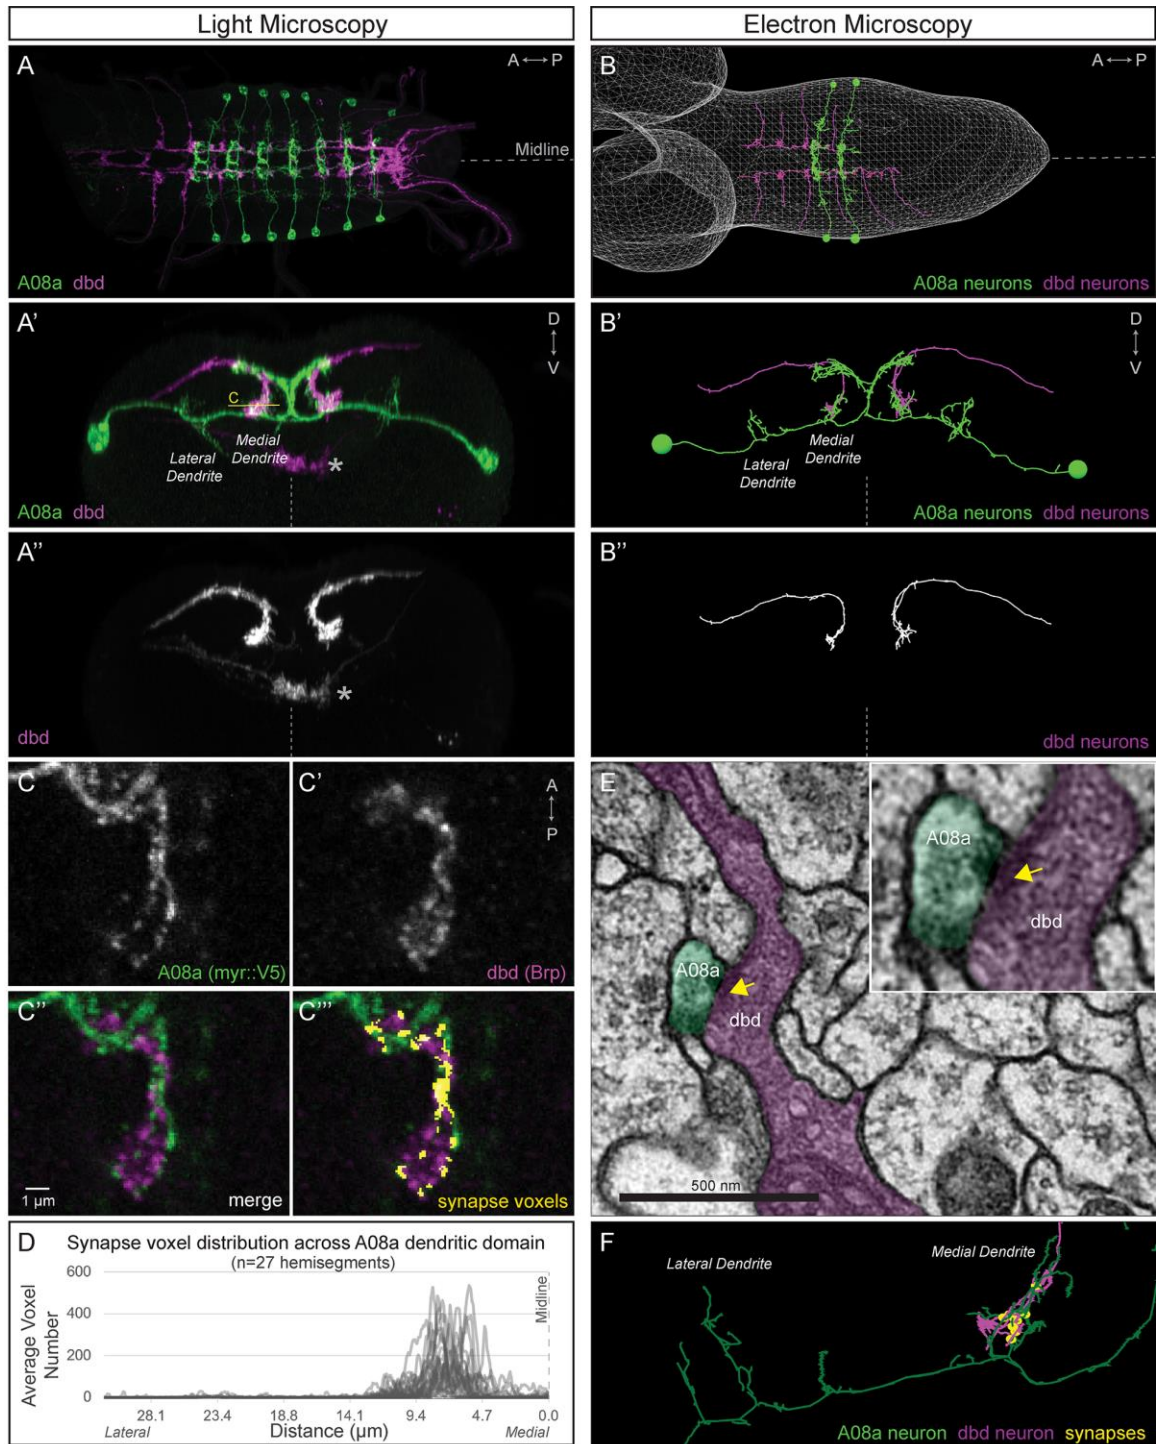 Light Microscopy
Electron Microscopy
A
A ↔ P
Midline
A08a dbd
B
A ↔ P
A08a neurons dbd neurons
A'
D
V
C
Lateral
Dendrite
Medial
Dendrite
*
A08a dbd
B'
D
V
Medial
Dendrite
Lateral
Dendrite
A08a neurons dbd neurons
A''
*
dbd
B''
dbd neurons
C
A08a (myr::V5)
C'
A
P
dbd (Brp)
C''
1 µm
merge
C'''
synapse voxels
E
A08a
dbd
A08a
dbd
500 nm
D
Synapse voxel distribution across A08a dendritic domain
(n=27 hemisegments)
Average Voxel
Number
600
400
200
0
Midline
28.1 23.4 18.8 14.1 9.4 4.7 0.0
Lateral Distance (µm) Medial
F
Lateral Dendrite
Medial Dendrite
A08a neuron dbd neuron synapses